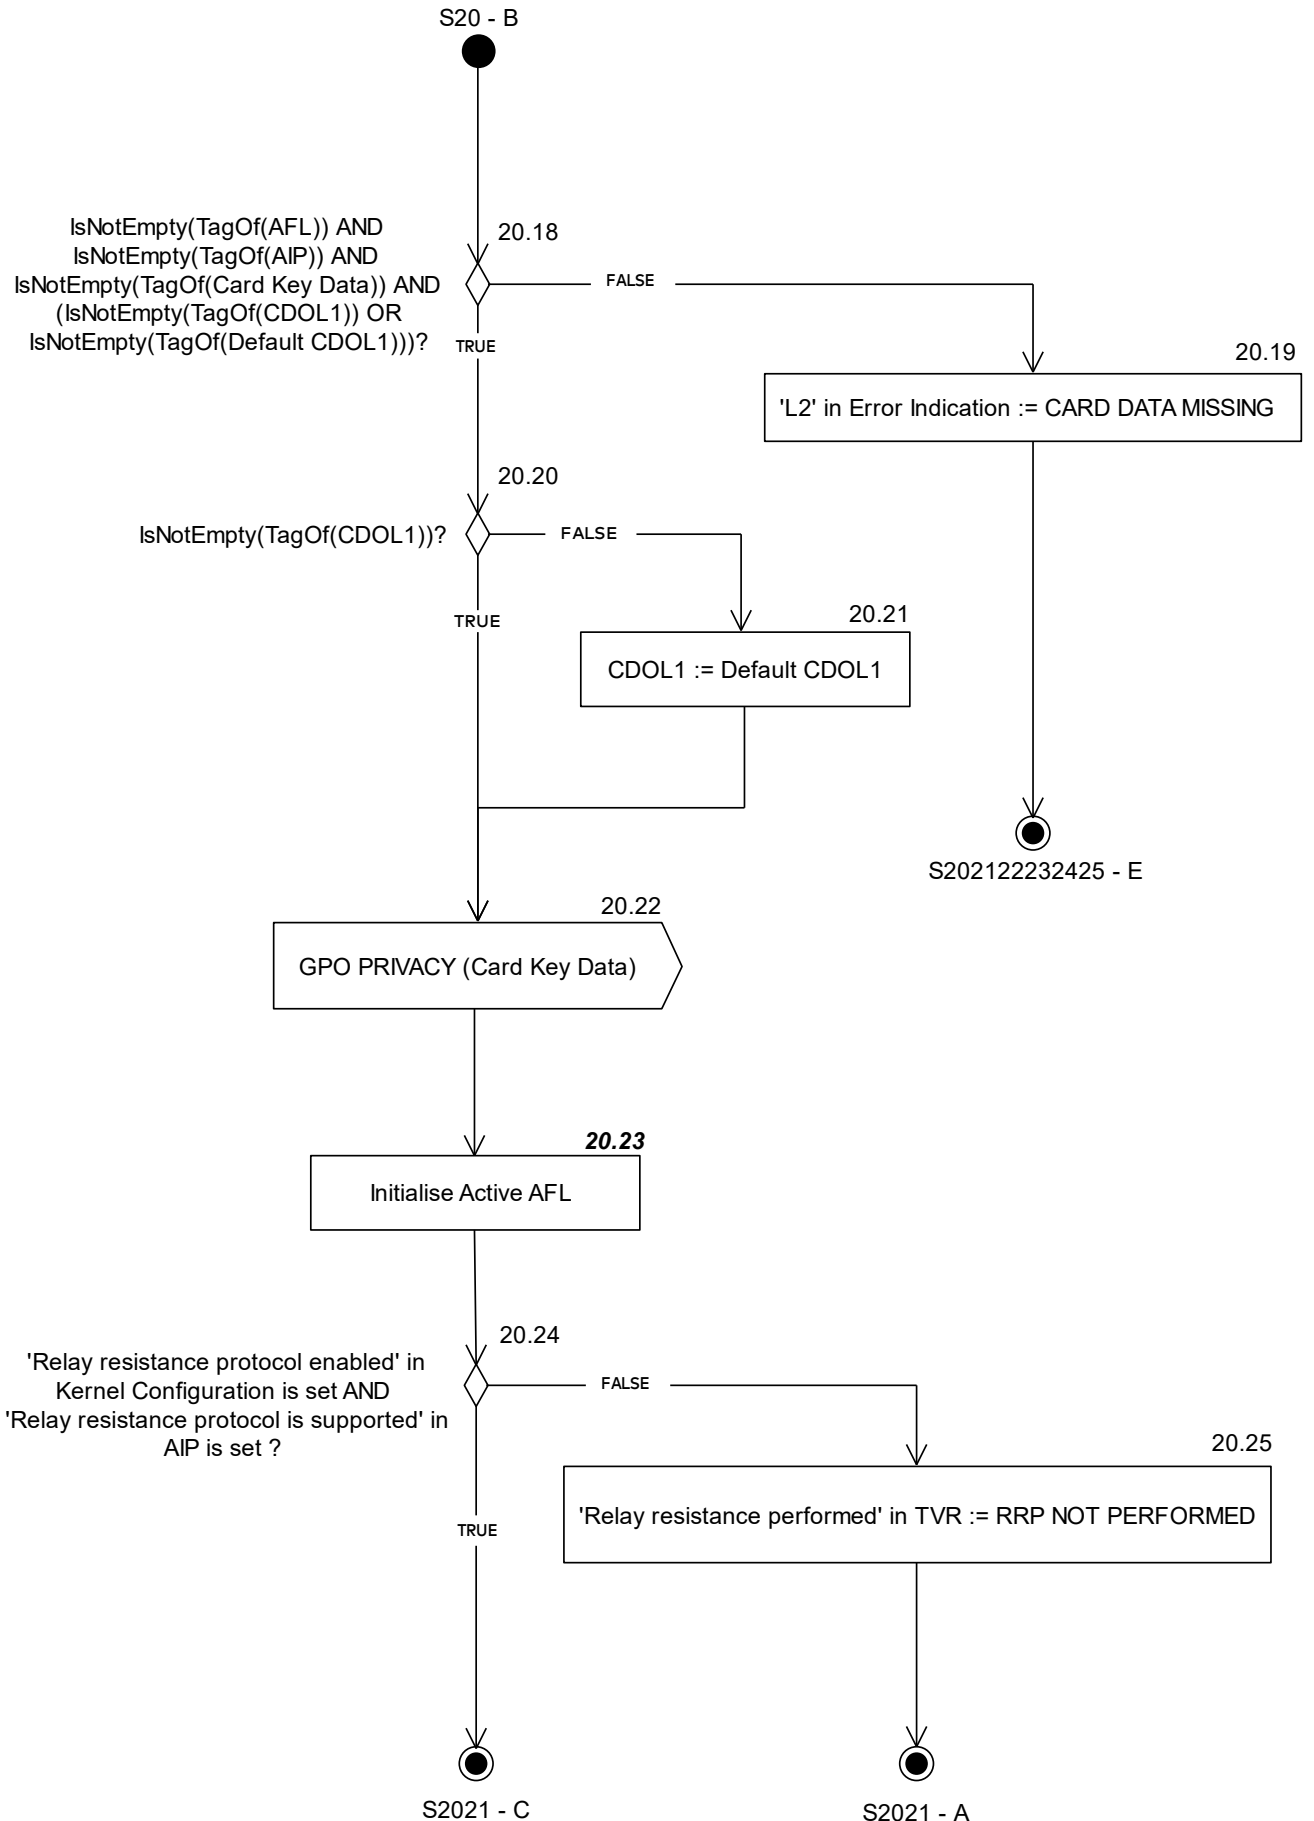 S20 - B
IsNotEmpty(TagOf(AFL)) AND
IsNotEmpty(TagOf(AIP)) AND
IsNotEmpty(TagOf(Card Key Data)) AND
(IsNotEmpty(TagOf(CDOL1)) OR
IsNotEmpty(TagOf(Default CDOL1)))?
20.18
FALSE
TRUE
20.19
'L2' in Error Indication := CARD DATA MISSING
20.20
IsNotEmpty(TagOf(CDOL1))?
FALSE
TRUE
20.21
CDOL1 := Default CDOL1
S202122232425 - E
20.22
GPO PRIVACY (Card Key Data)
20.23
Initialise Active AFL
20.24
'Relay resistance protocol enabled' in
Kernel Configuration is set AND
'Relay resistance protocol is supported' in
AIP is set ?
FALSE
TRUE
20.25
'Relay resistance performed' in TVR := RRP NOT PERFORMED
S2021 - C
S2021 - A